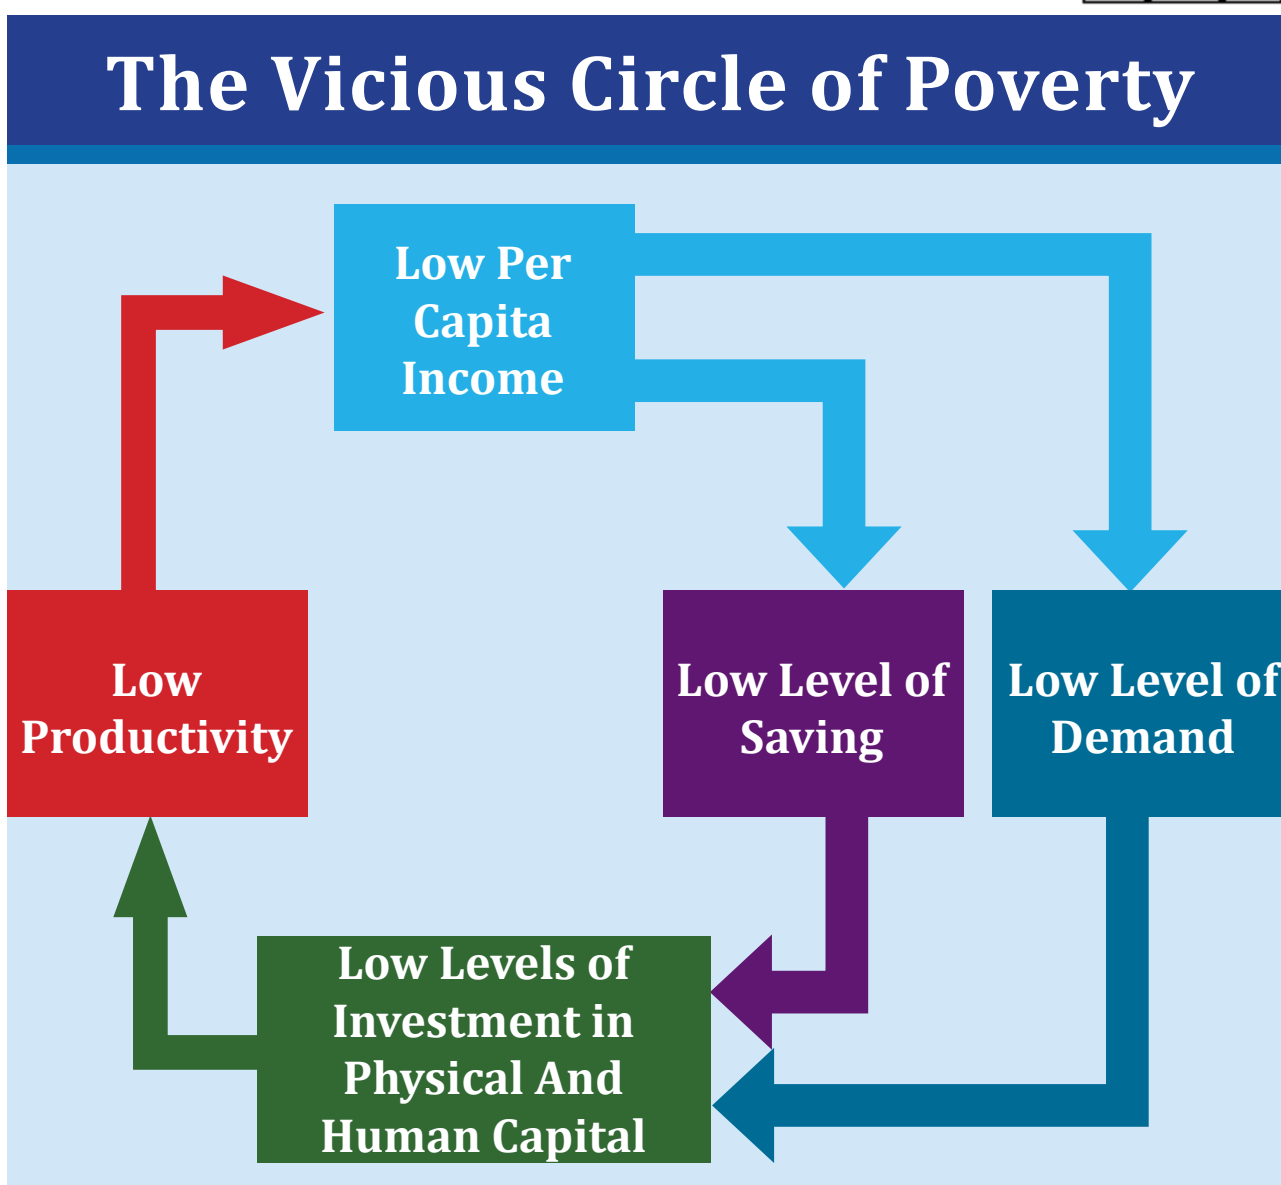 The Vicious Circle of Poverty
Low Per
Capita
Income
Low
Productivity
Low Level of
Saving
Low Level of
Demand
Low Levels of
Investment in
Physical And
Human Capital